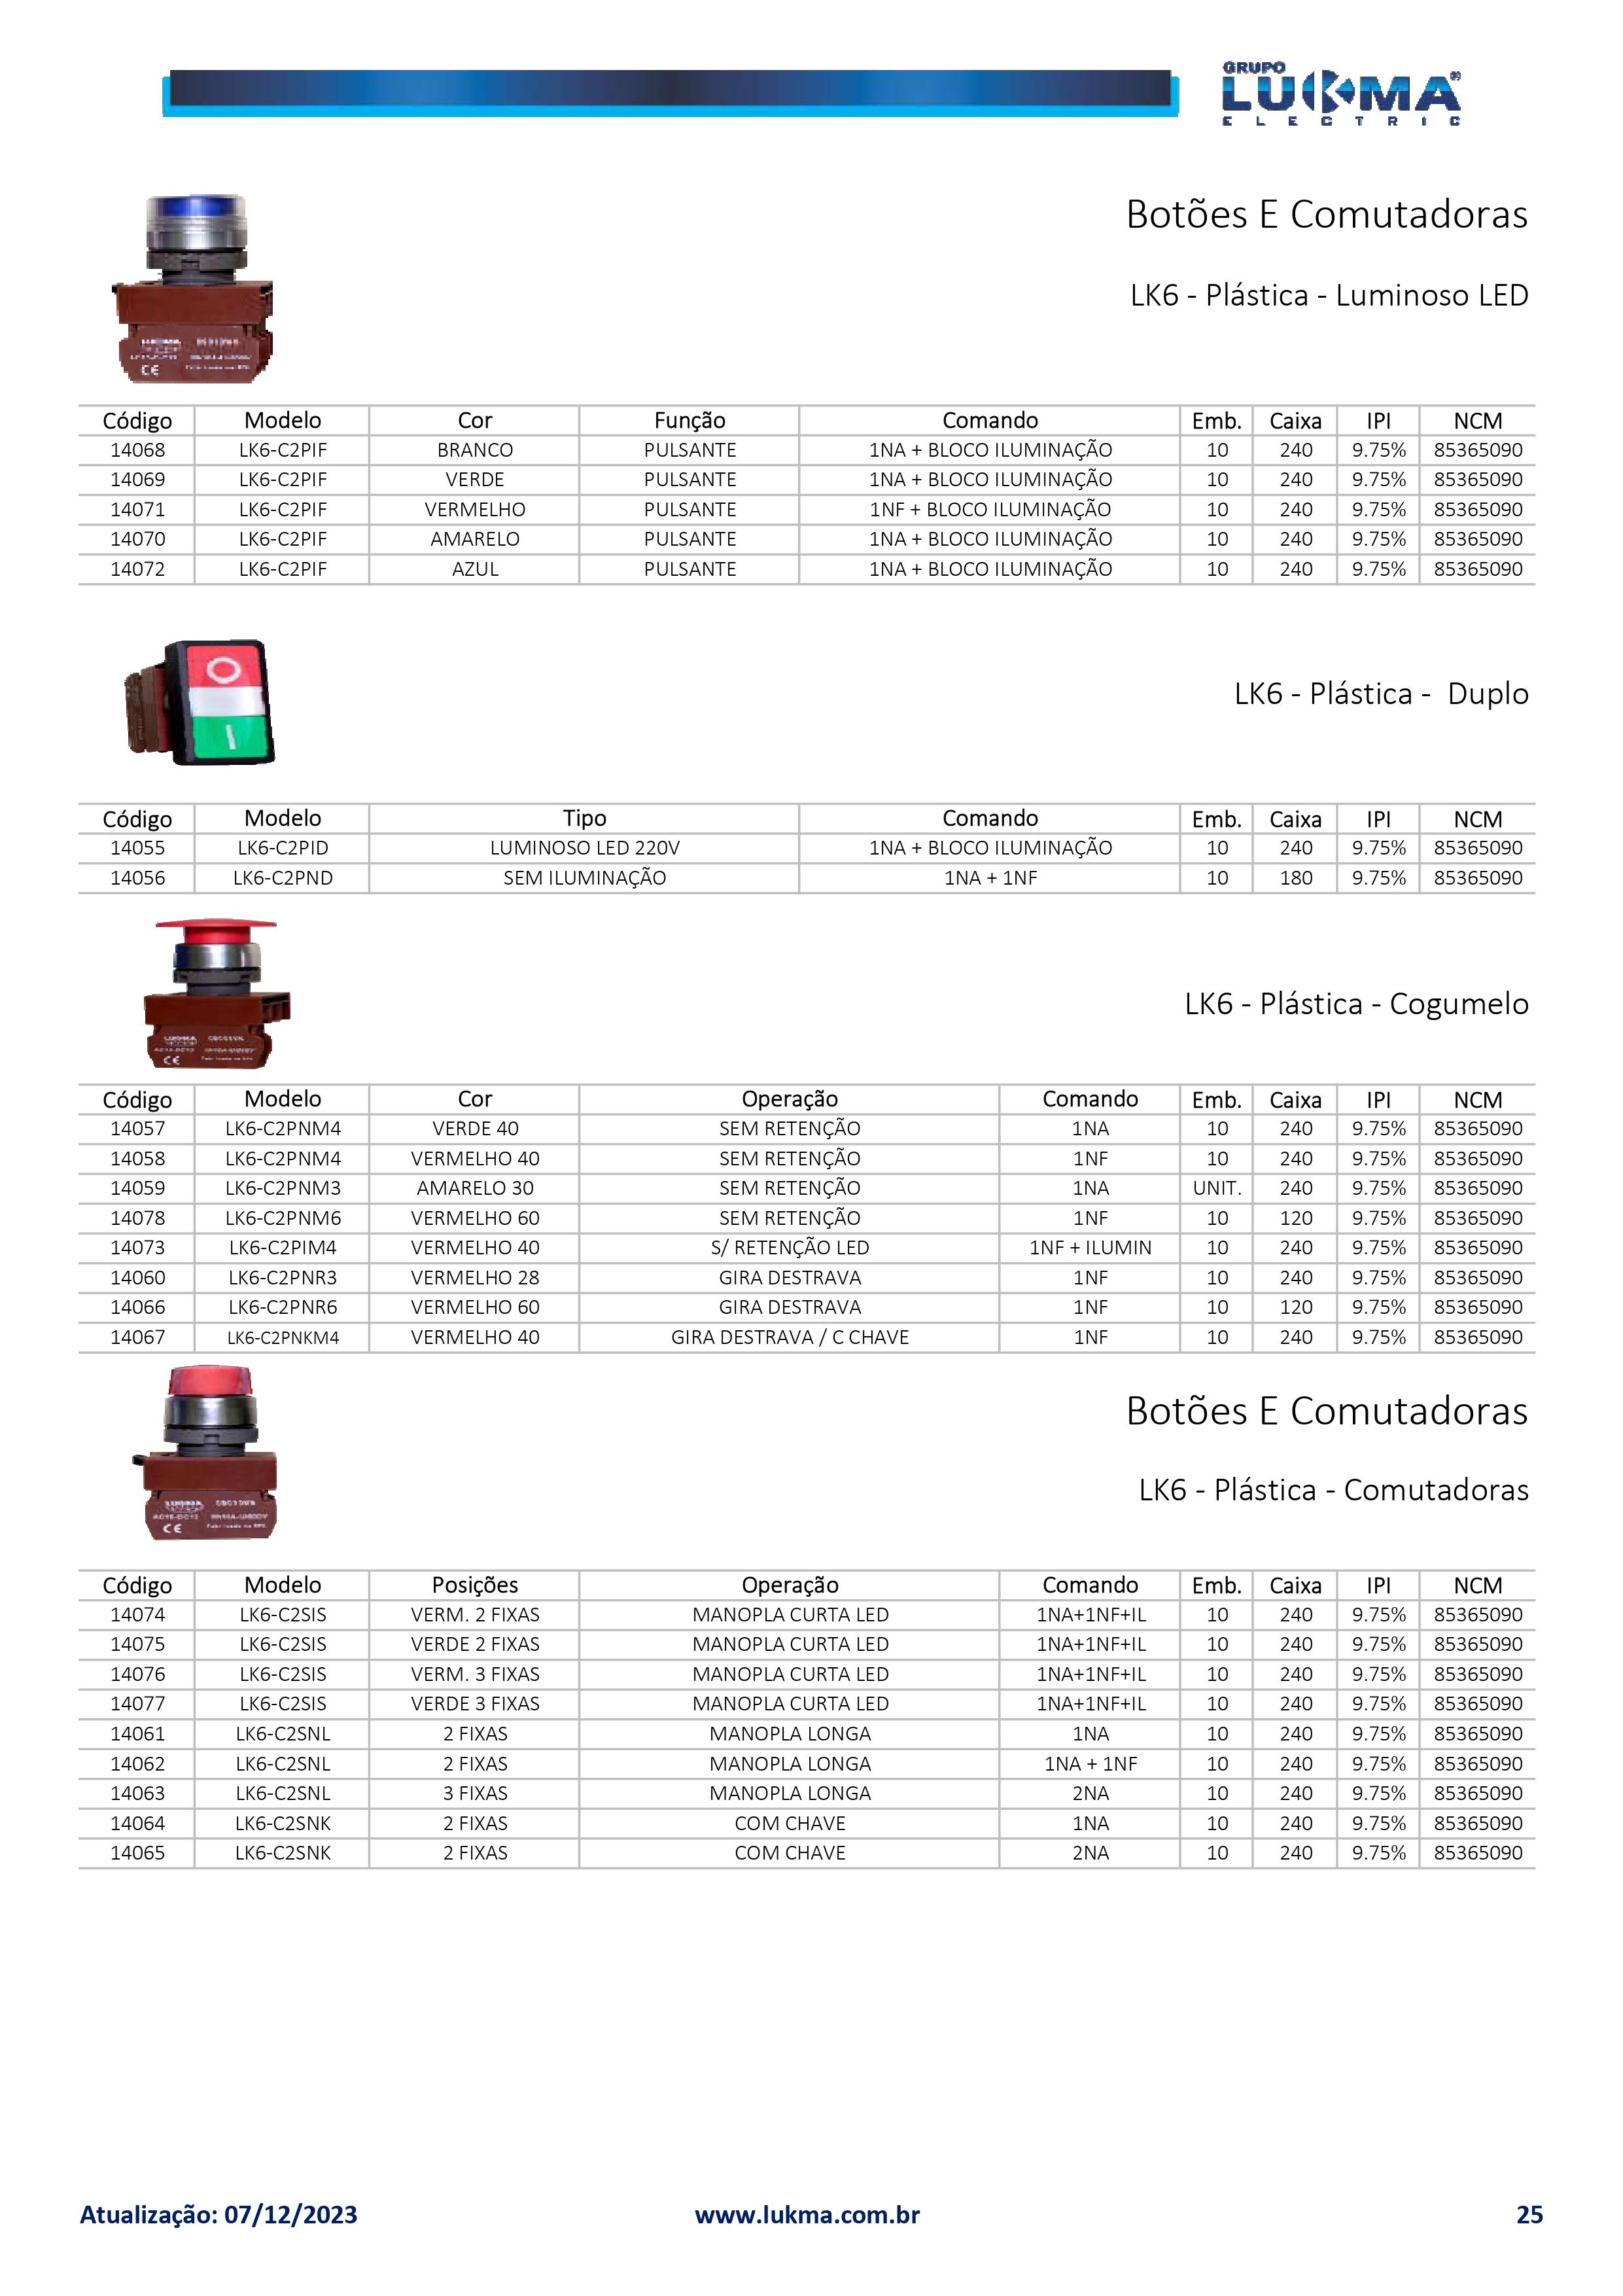 GRUPO
LUKMA®
ELECTRIC
Botões E Comutadoras
LK6 - Plástica - Luminoso LED
LUKMA
CE
Código Modelo Cor Função Comando Emb. Caixa IPI NCM
14068 LK6-C2PIF BRANCO PULSANTE 1NA + BLOCO ILUMINAÇÃO 10 240 9.75% 85365090
14069 LK6-C2PIF VERDE PULSANTE 1NA + BLOCO ILUMINAÇÃO 10 240 9.75% 85365090
14071 LK6-C2PIF VERMELHO PULSANTE 1NF + BLOCO ILUMINAÇÃO 10 240 9.75% 85365090
14070 LK6-C2PIF AMARELO PULSANTE 1NA + BLOCO ILUMINAÇÃO 10 240 9.75% 85365090
14072 LK6-C2PIF AZUL PULSANTE 1NA + BLOCO ILUMINAÇÃO 10 240 9.75% 85365090
LK6 - Plástica - Duplo
Código Modelo Tipo Comando Emb. Caixa IPI NCM
14055 LK6-C2PID LUMINOSO LED 220V 1NA + BLOCO ILUMINAÇÃO 10 240 9.75% 85365090
14056 LK6-C2PND SEM ILUMINAÇÃO 1NA + 1NF 10 180 9.75% 85365090
LK6 - Plástica - Cogumelo
LUKMA
CE
Código Modelo Cor Operação Comando Emb. Caixa IPI NCM
14057 LK6-C2PNM4 VERDE 40 SEM RETENÇÃO 1NA 10 240 9.75% 85365090
14058 LK6-C2PNM4 VERMELHO 40 SEM RETENÇÃO 1NF 10 240 9.75% 85365090
14059 LK6-C2PNM3 AMARELO 30 SEM RETENÇÃO 1NA UNIT. 240 9.75% 85365090
14078 LK6-C2PNM6 VERMELHO 60 SEM RETENÇÃO 1NF 10 120 9.75% 85365090
14073 LK6-C2PIM4 VERMELHO 40 S/ RETENÇÃO LED 1NF + ILUMIN 10 240 9.75% 85365090
14060 LK6-C2PNR3 VERMELHO 28 GIRA DESTRAVA 1NF 10 240 9.75% 85365090
14066 LK6-C2PNR6 VERMELHO 60 GIRA DESTRAVA 1NF 10 120 9.75% 85365090
14067 LK6-C2PNKM4 VERMELHO 40 GIRA DESTRAVA / C CHAVE 1NF 10 240 9.75% 85365090
Botões E Comutadoras
LK6 - Plástica - Comutadoras
LUKMA
CE
Código Modelo Posições Operação Comando Emb. Caixa IPI NCM
14074 LK6-C2SIS VERM. 2 FIXAS MANOPLA CURTA LED 1NA+1NF+IL 10 240 9.75% 85365090
14075 LK6-C2SIS VERDE 2 FIXAS MANOPLA CURTA LED 1NA+1NF+IL 10 240 9.75% 85365090
14076 LK6-C2SIS VERM. 3 FIXAS MANOPLA CURTA LED 1NA+1NF+IL 10 240 9.75% 85365090
14077 LK6-C2SIS VERDE 3 FIXAS MANOPLA CURTA LED 1NA+1NF+IL 10 240 9.75% 85365090
14061 LK6-C2SNL 2 FIXAS MANOPLA LONGA 1NA 10 240 9.75% 85365090
14062 LK6-C2SNL 2 FIXAS MANOPLA LONGA 1NA + 1NF 10 240 9.75% 85365090
14063 LK6-C2SNL 3 FIXAS MANOPLA LONGA 2NA 10 240 9.75% 85365090
14064 LK6-C2SNK 2 FIXAS COM CHAVE 1NA 10 240 9.75% 85365090
14065 LK6-C2SNK 2 FIXAS COM CHAVE 2NA 10 240 9.75% 85365090
Atualização: 07/12/2023 www.lukma.com.br 25